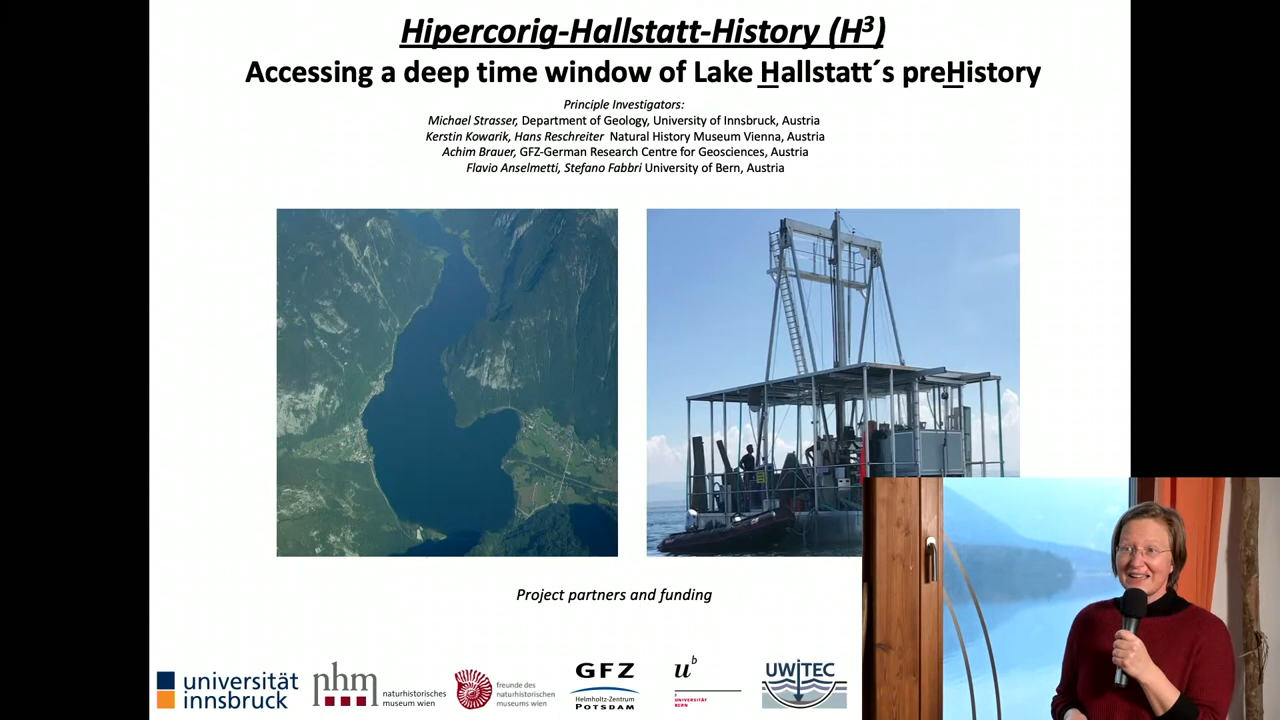 Hipercorig-Hallstatt-History (H³)
Accessing a deep time window of Lake Hallstatt´s preHistory
Principle Investigators:
Michael Strasser, Department of Geology, University of Innsbruck, Austria
Kerstin Kowarik, Hans Reschreiter Natural History Museum Vienna, Austria
Achim Brauer, GFZ-German Research Centre for Geosciences, Austria
Flavio Anselmetti, Stefano Fabbri University of Bern, Austria
Project partners and funding
universität
innsbruck
nhm
naturhistorisches
museum wien
freunde des
naturhistorischen
museums wien
GFZ
Helmholtz-Zentrum
POTSDAM
u^b
UNIVERSITÄT
BERN
UWITEC